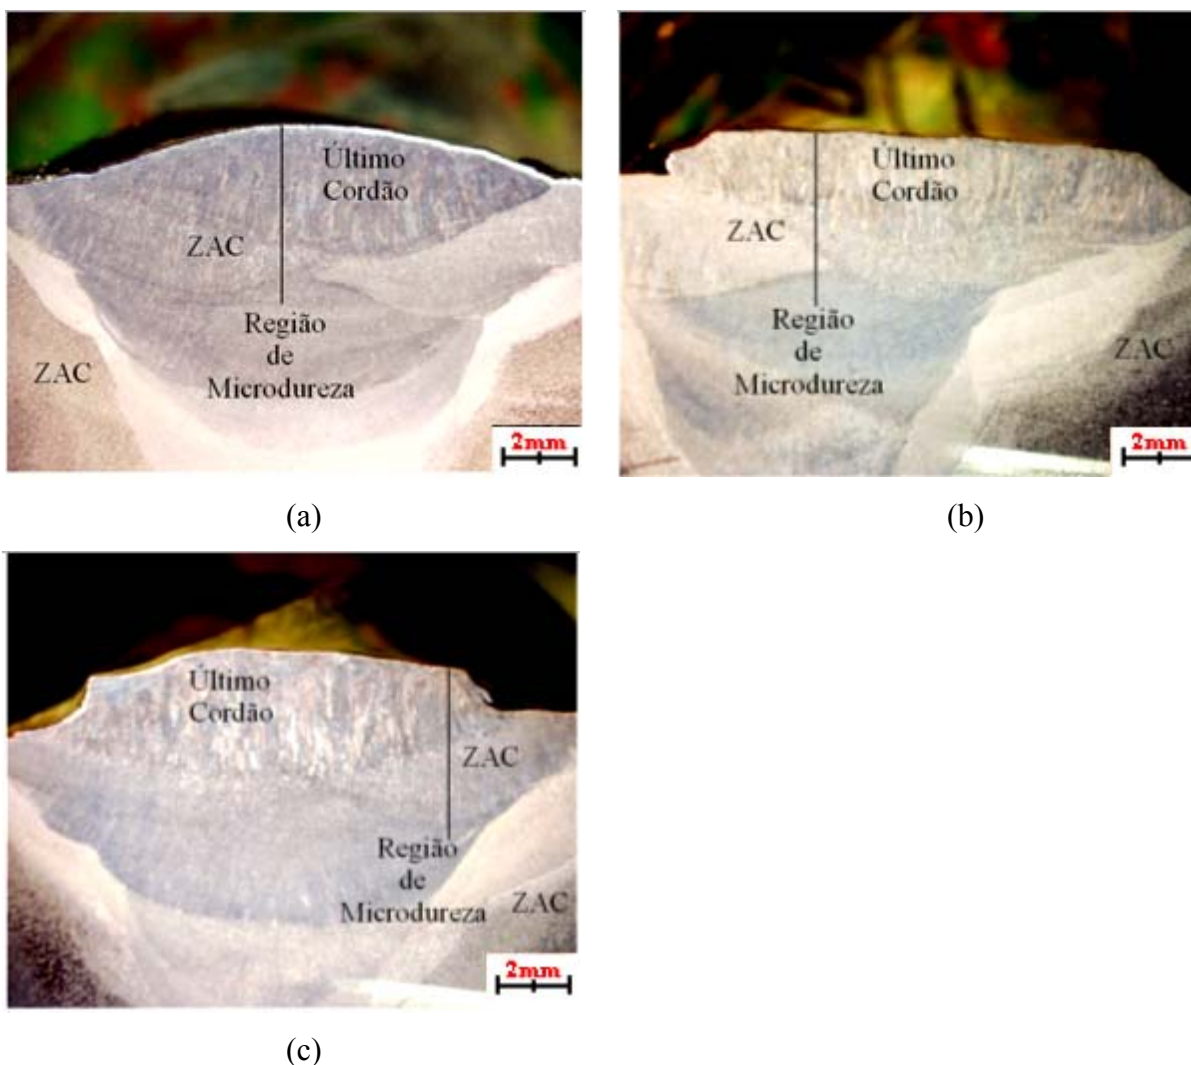 Último
Cordão
ZAC
Região
de
Microdureza
ZAC
2mm
(a)
Último
Cordão
ZAC
Região
de
Microdureza
ZAC
2mm
(b)
Último
Cordão
ZAC
Região
de
Microdureza
ZAC
2mm
(c)